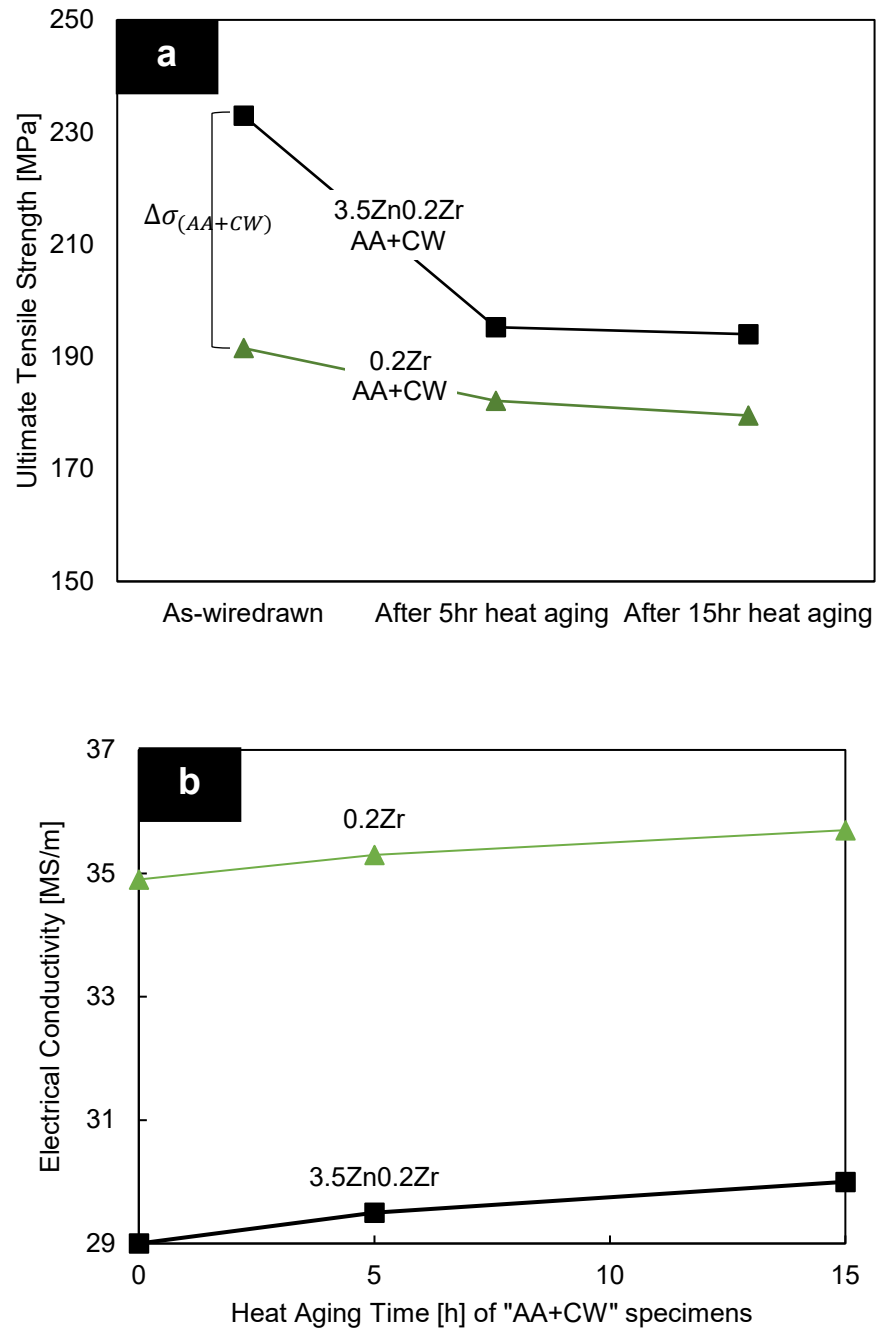 a
Ultimate Tensile Strength [MPa]
250
230
210
190
170
150
Δσ(AA+CW)
3.5Zn0.2Zr
AA+CW
0.2Zr
AA+CW
As-wiredrawn
After 5hr heat aging
After 15hr heat aging
b
Electrical Conductivity [MS/m]
37
35
33
31
29
0.2Zr
3.5Zn0.2Zr
0
5
10
15
Heat Aging Time [h] of "AA+CW" specimens